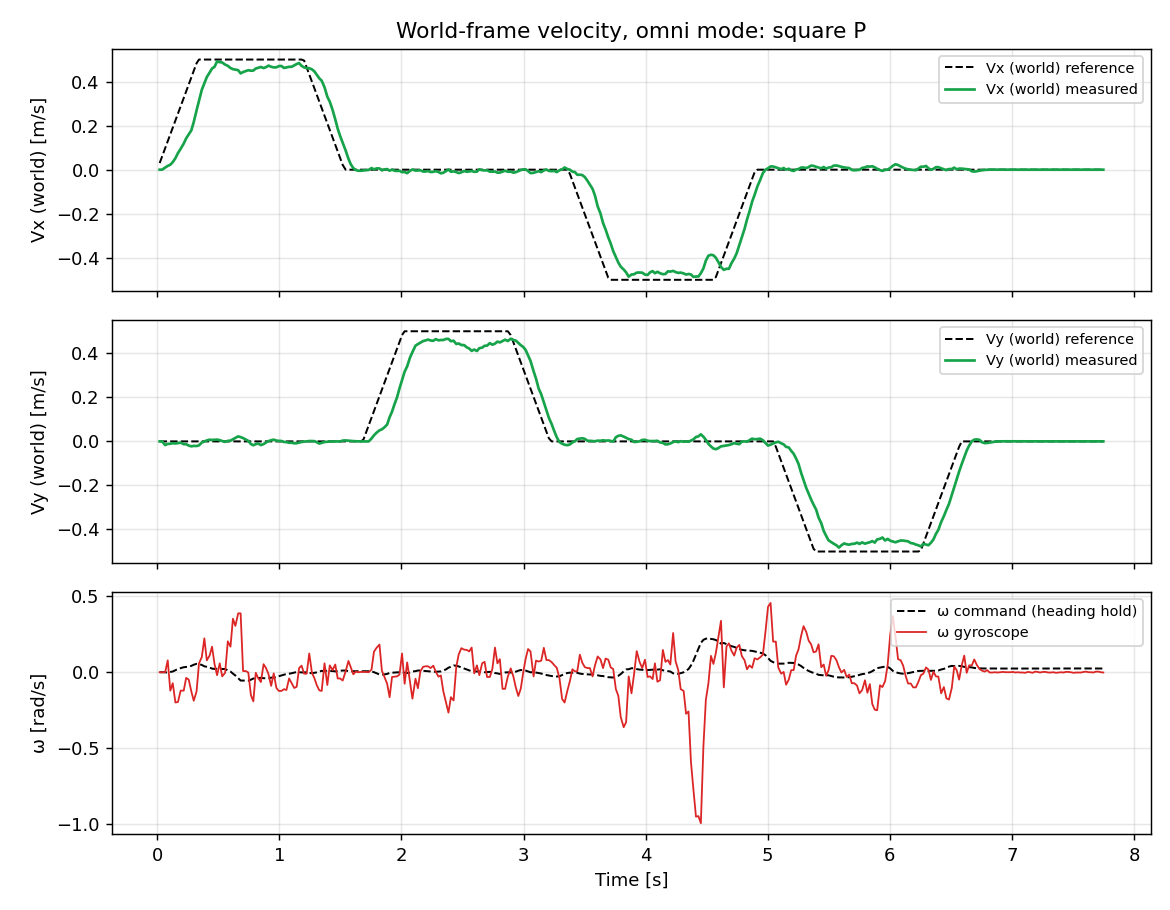 World-frame velocity, omni mode: square P
Vx (world) [m/s]
0.4
0.2
0.0
−0.2
−0.4
Vx (world) reference
Vx (world) measured
Vy (world) [m/s]
0.4
0.2
0.0
−0.2
−0.4
Vy (world) reference
Vy (world) measured
ω [rad/s]
0.5
0.0
−0.5
−1.0
ω command (heading hold)
ω gyroscope
0 1 2 3 4 5 6 7 8
Time [s]